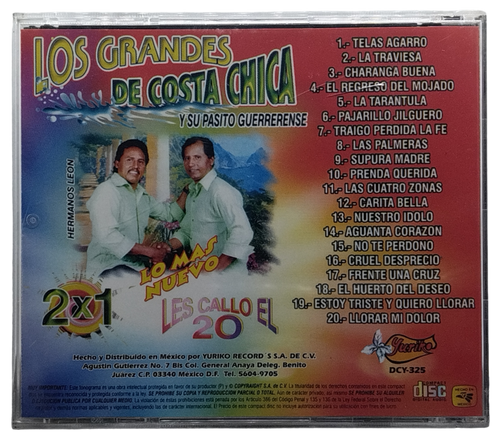 LOS GRANDES
DE COSTA CHICA
Y SU PASITO GUERRERENSE
HERMANOS LEON
LO MAS
NUEVO
2x1
LES CALLO EL
20
1.- TELAS AGARRO
2.- LA TRAVIESA
3.- CHARANGA BUENA
4.- EL REGRESO DEL MOJADO
5.- LA TARANTULA
6.- PAJARILLO JILGUERO
7.- TRAIGO PERDIDA LA FE
8.- LAS PALMERAS
9.- SUPURA MADRE
10.- PRENDA QUERIDA
11.- LAS CUATRO ZONAS
12.- CARITA BELLA
13.- NUESTRO IDOLO
14.- AGUANTA CORAZON
15.- NO TE PERDONO
16.- CRUEL DESPRECIO
17.- FRENTE UNA CRUZ
18.- EL HUERTO DEL DESEO
19.- ESTOY TRISTE Y QUIERO LLORAR
20.- LLORAR MI DOLOR
Hecho y Distribuido en Mexico por YURIKO RECORD S S.A. DE C.V.
Agustin Gutierrez No. 7 Bis Col. General Anaya Deleg. Benito
Juarez C.P. 03340 Mexico D.F. Tel. 5604-9705
Yuriko
DCY-325
COMPACT
disc
DIGITAL AUDIO